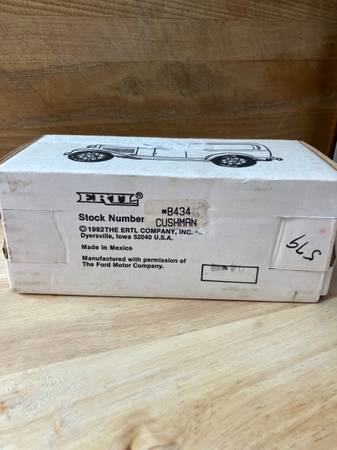 ERTL
Stock Number #B434
CUSHMAN
©1992THE ERTL COMPANY, INC.
Dyersville, Iowa 52040 U.S.A.
Made in Mexico
Manufactured with permission of
The Ford Motor Company.